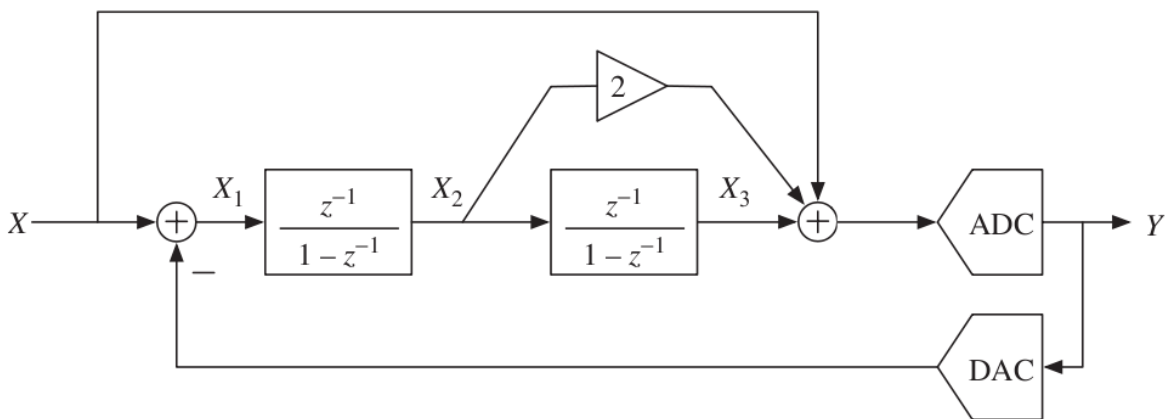 2
X
+
X₁
z⁻¹
1 – z⁻¹
X₂
z⁻¹
1 – z⁻¹
X₃
+
ADC
Y
–
DAC